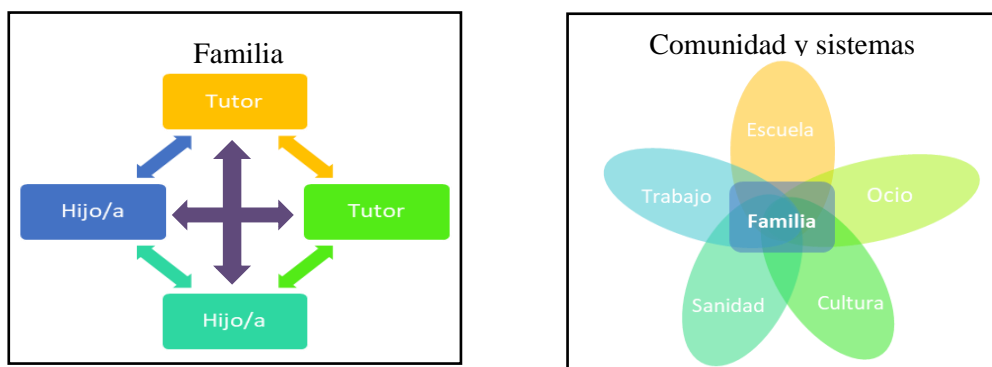 Familia
Tutor
Hijo/a
Tutor
Hijo/a
Comunidad y sistemas
Escuela
Trabajo
Ocio
Familia
Sanidad
Cultura